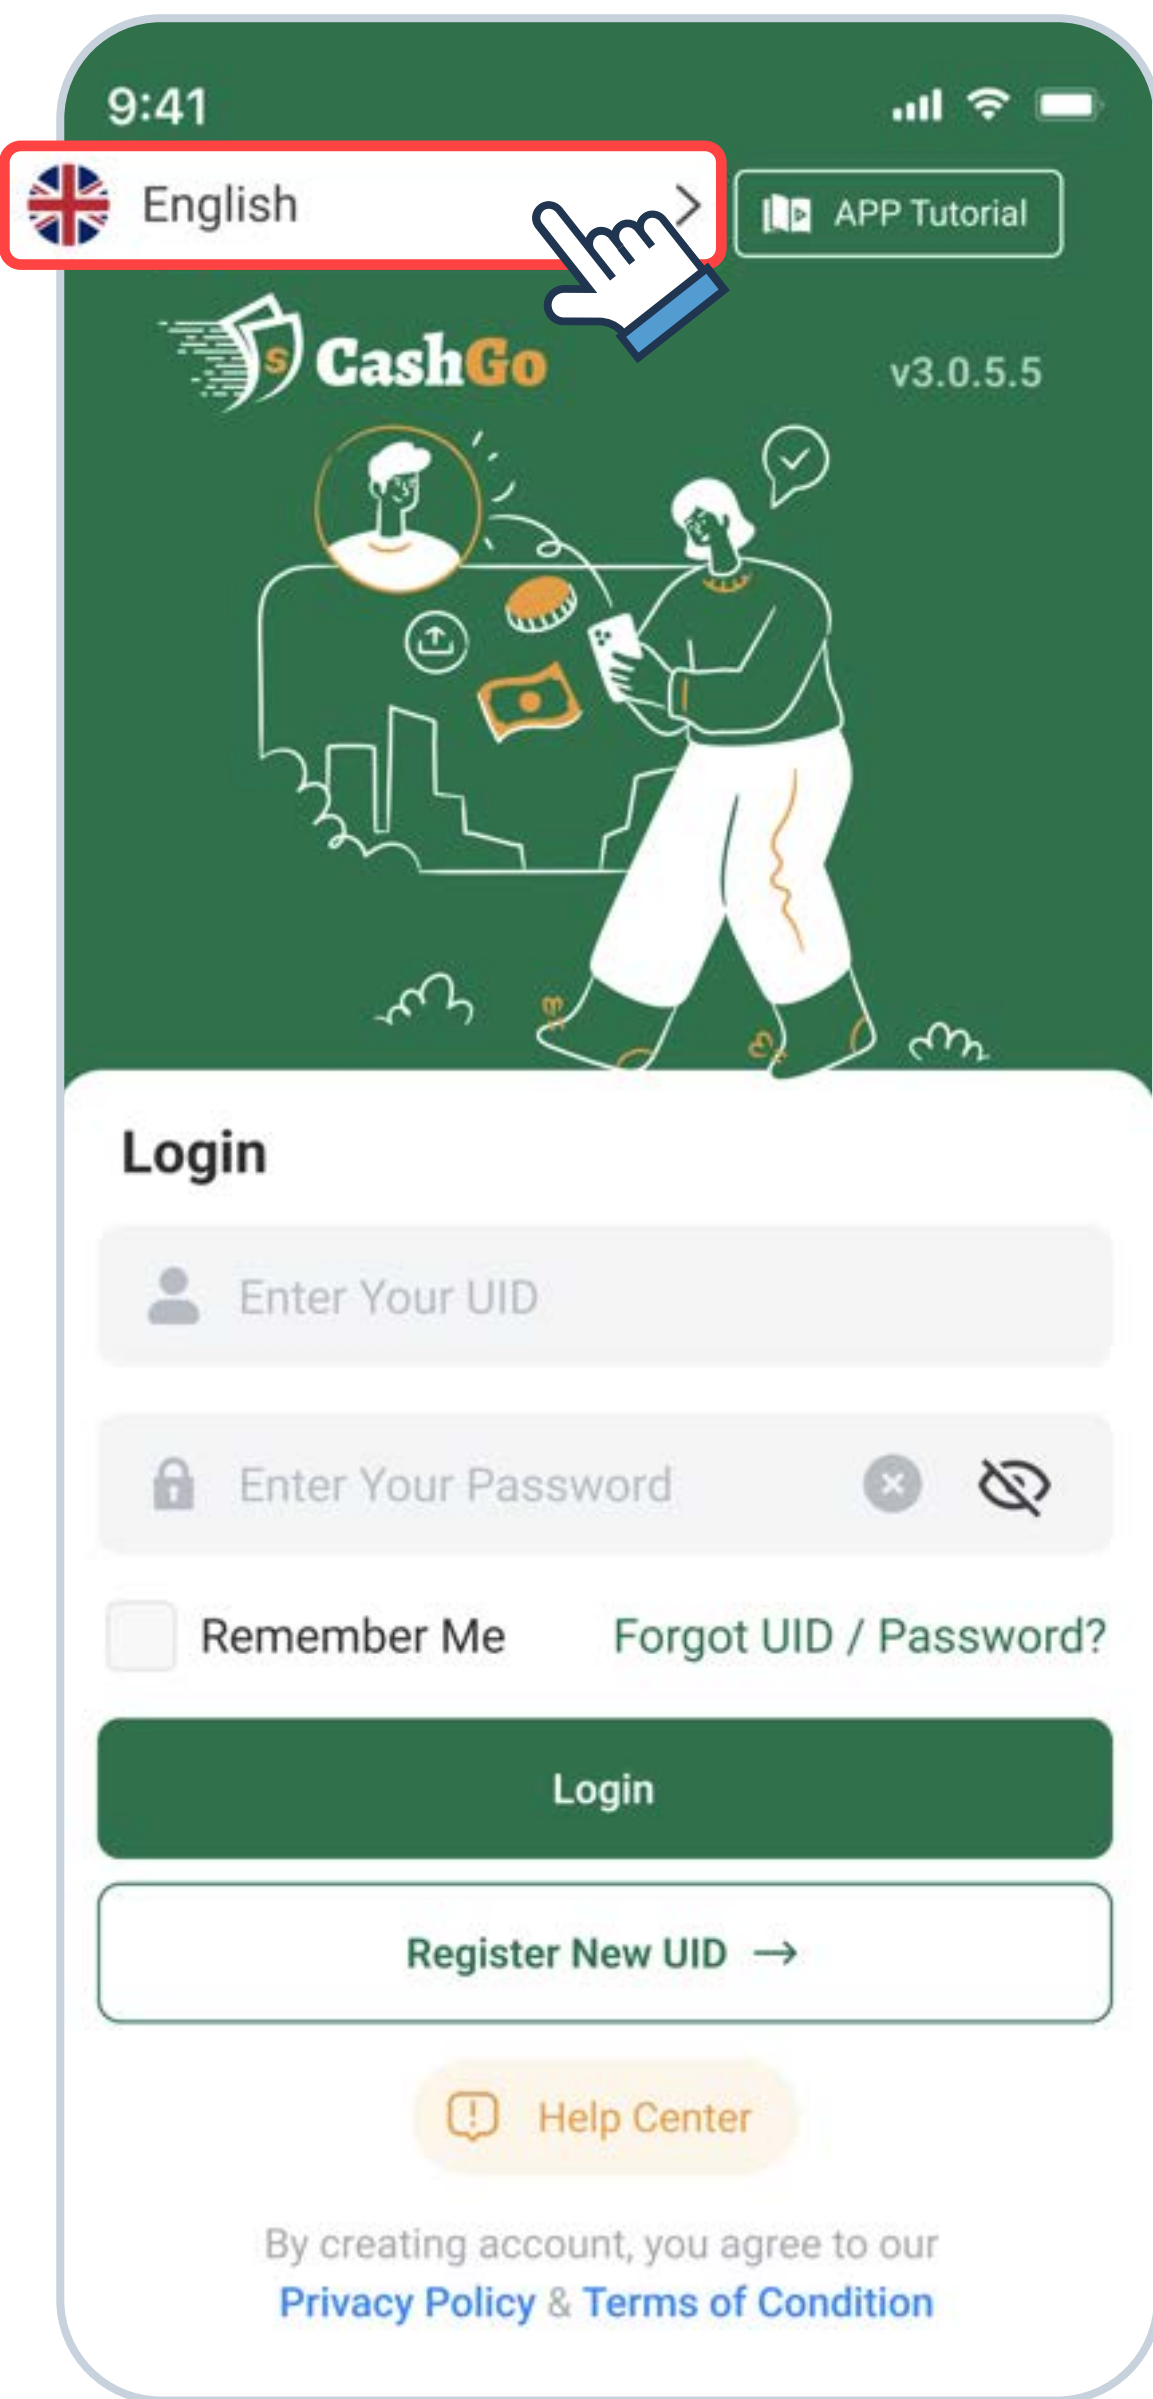 9:41
English
APP Tutorial
CashGo
v3.0.5.5
Login
Enter Your UID
Enter Your Password
Remember Me
Forgot UID / Password?
Login
Register New UID →
Help Center
By creating account, you agree to our
Privacy Policy & Terms of Condition